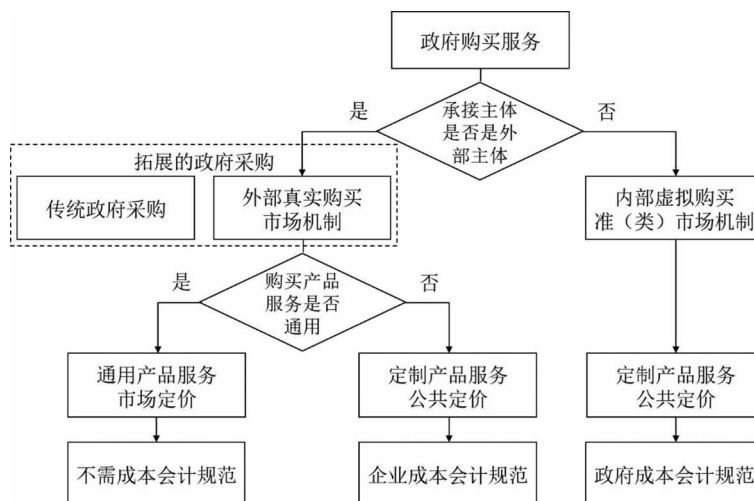 政府购买服务
承接主体
是否是外
部主体
是
否
拓展的政府采购
传统政府采购
外部真实购买
市场机制
内部虚拟购买
准（类）市场机制
购买产品
服务是否
通用
是
否
通用产品服务
市场定价
定制产品服务
公共定价
定制产品服务
公共定价
不需成本会计规范
企业成本会计规范
政府成本会计规范